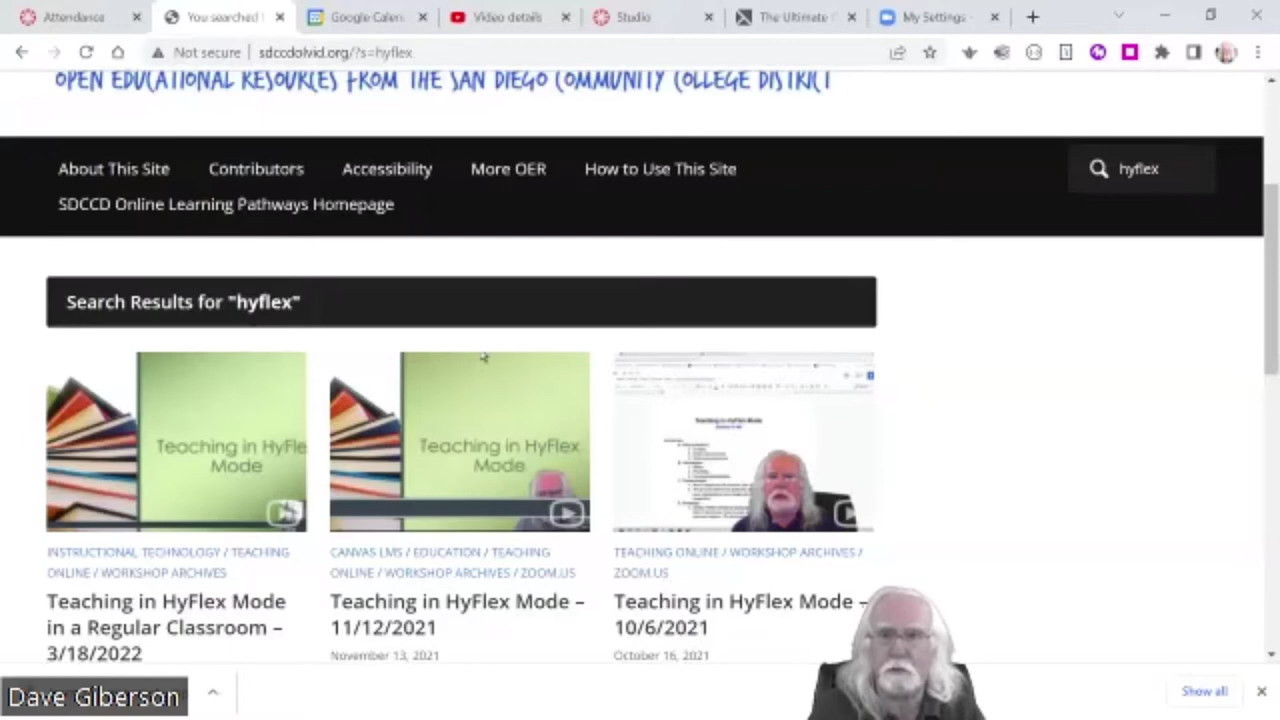 Attendance
You searched
Google Calen
Video details
Studio
The Ultimate
My Settings
Not secure
sdccdolvid.org/?s=hyflex
OPEN EDUCATIONAL RESOURCES FROM THE SAN DIEGO COMMUNITY COLLEGE DISTRICT
About This Site
Contributors
Accessibility
More OER
How to Use This Site
hyflex
SDCCD Online Learning Pathways Homepage
Search Results for "hyflex"
Teaching in HyFle
Mode
Teaching in HyFlex
Mode
Teaching in HyFlex Mode
INSTRUCTIONAL TECHNOLOGY / TEACHING
ONLINE / WORKSHOP ARCHIVES
Teaching in HyFlex Mode
in a Regular Classroom –
3/18/2022
CANVAS LMS / EDUCATION / TEACHING
ONLINE / WORKSHOP ARCHIVES / ZOOM.US
Teaching in HyFlex Mode –
11/12/2021
November 13, 2021
TEACHING ONLINE / WORKSHOP ARCHIVES /
ZOOM.US
Teaching in HyFlex Mode –
10/6/2021
October 16, 2021
Dave Giberson
Show all